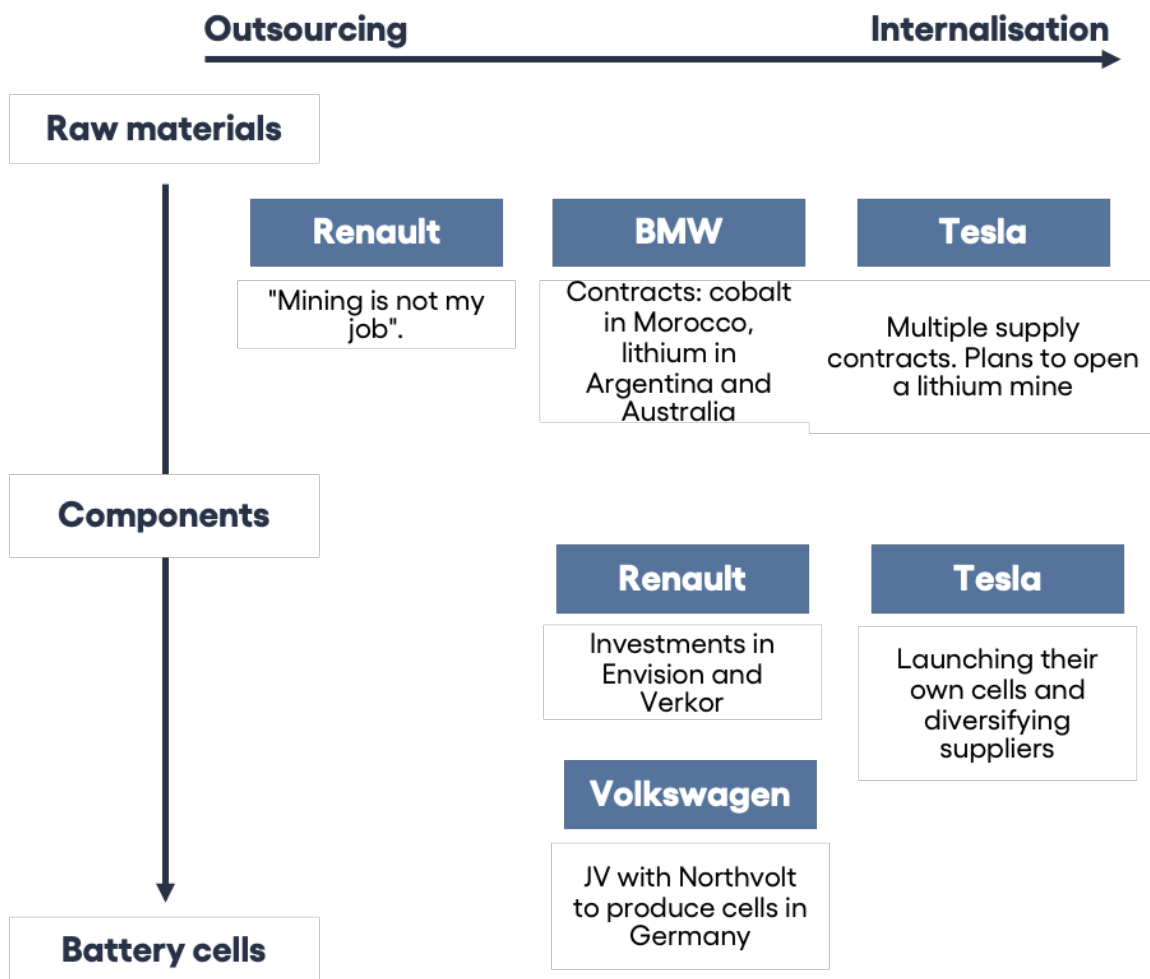 Outsourcing
Internalisation
Raw materials
Renault
BMW
Tesla
"Mining is not my
job".
Contracts: cobalt
in Morocco,
lithium in
Argentina and
Australia
Multiple supply
contracts. Plans to open
a lithium mine
Components
Renault
Tesla
Investments in
Envision and
Verkor
Launching their
own cells and
diversifying
suppliers
Volkswagen
JV with Northvolt
to produce cells in
Germany
Battery cells